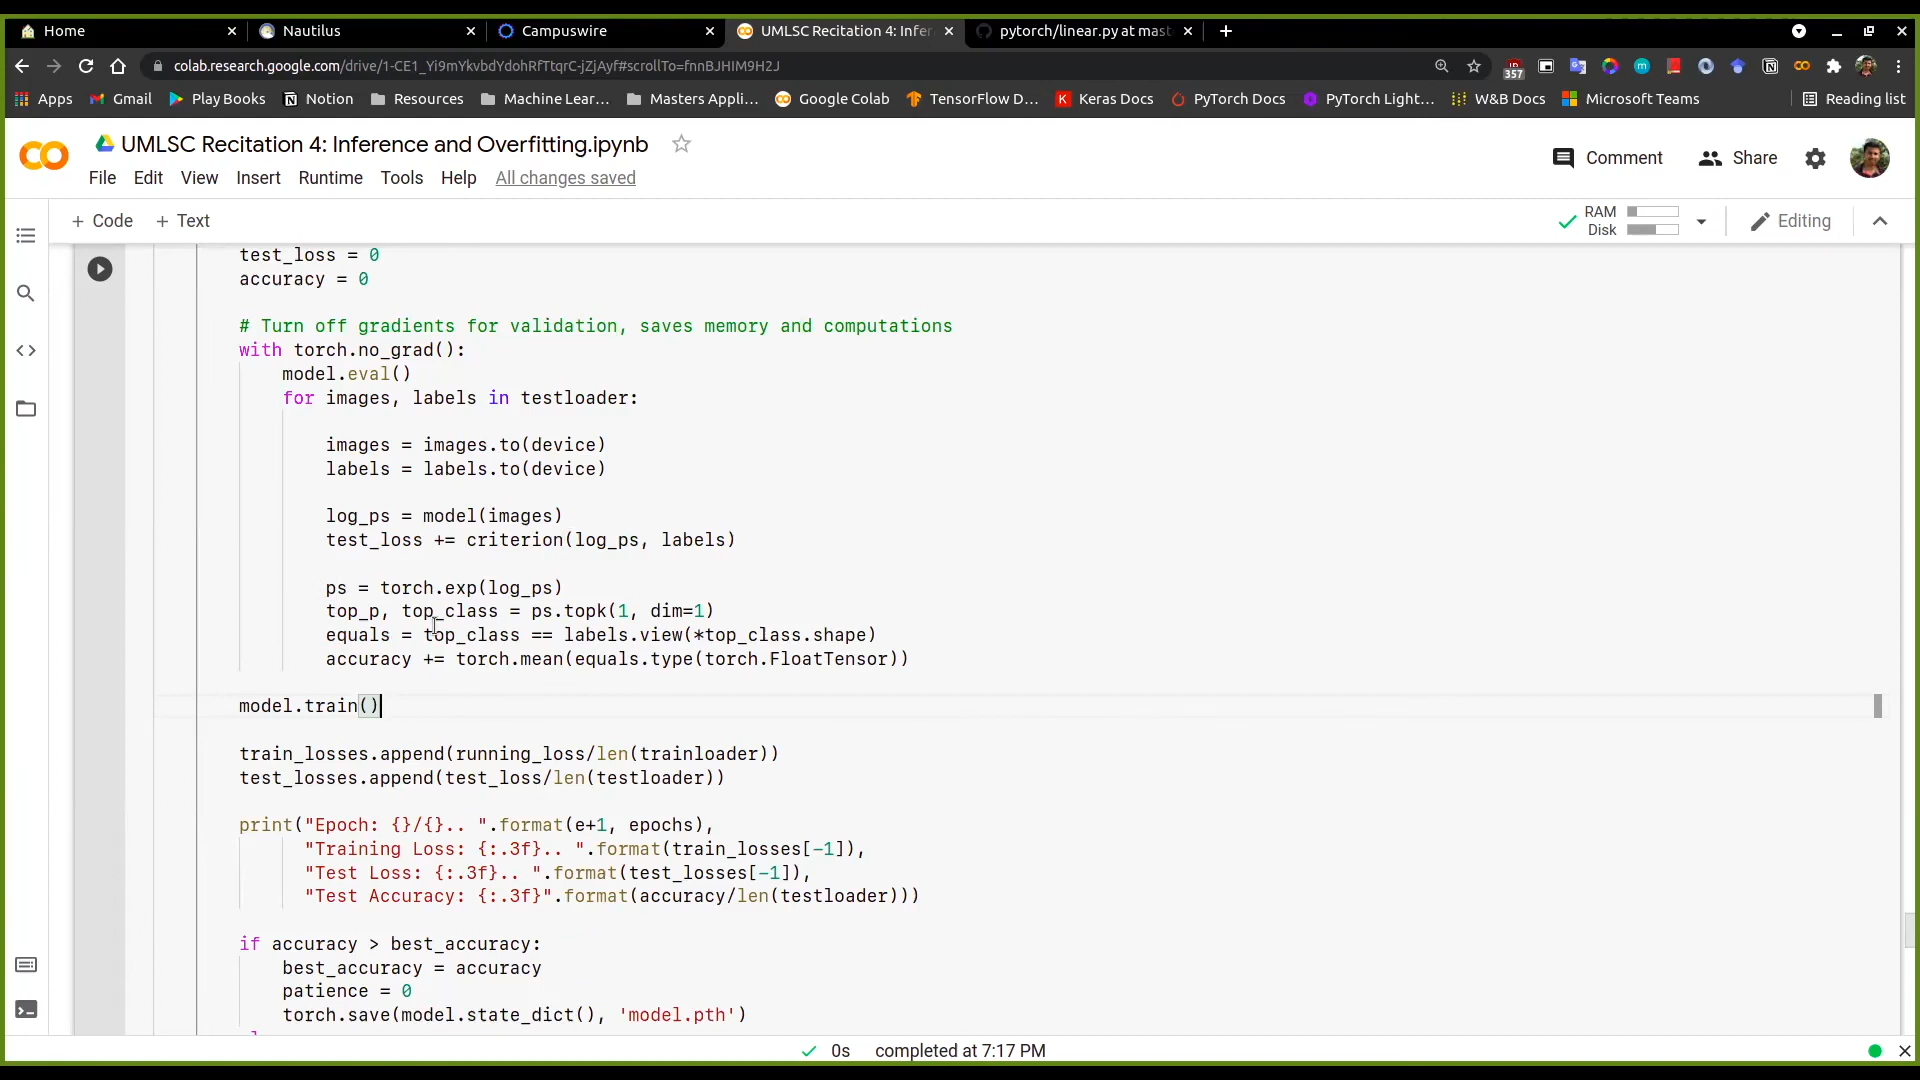 Home
Nautilus
Campuswire
UMLSC Recitation 4: Infer
pytorch/linear.py at mast
colab.research.google.com/drive/1-CE1_Yi9mYkvbdYdohRfTtqrC-jZjAyf#scrollTo=fnnBJHIM9H2J
357
Apps
Gmail
Play Books
Notion
Resources
Machine Lear...
Masters Appli...
Google Colab
TensorFlow D...
Keras Docs
PyTorch Docs
PyTorch Light...
W&B Docs
Microsoft Teams
Reading list
UMLSC Recitation 4: Inference and Overfitting.ipynb
Comment
Share
File Edit View Insert Runtime Tools Help All changes saved
+ Code + Text
RAM
Disk
Editing
test_loss = 0
accuracy = 0
# Turn off gradients for validation, saves memory and computations
with torch.no_grad():
model.eval()
for images, labels in testloader:
images = images.to(device)
labels = labels.to(device)
log_ps = model(images)
test_loss += criterion(log_ps, labels)
ps = torch.exp(log_ps)
top_p, top_class = ps.topk(1, dim=1)
equals = top_class == labels.view(*top_class.shape)
accuracy += torch.mean(equals.type(torch.FloatTensor))
model.train()
train_losses.append(running_loss/len(trainloader))
test_losses.append(test_loss/len(testloader))
print("Epoch: {}/{}.. ".format(e+1, epochs),
"Training Loss: {:.3f}.. ".format(train_losses[-1]),
"Test Loss: {:.3f}.. ".format(test_losses[-1]),
"Test Accuracy: {:.3f}".format(accuracy/len(testloader)))
if accuracy > best_accuracy:
best_accuracy = accuracy
patience = 0
torch.save(model.state_dict(), 'model.pth')
0s completed at 7:17 PM